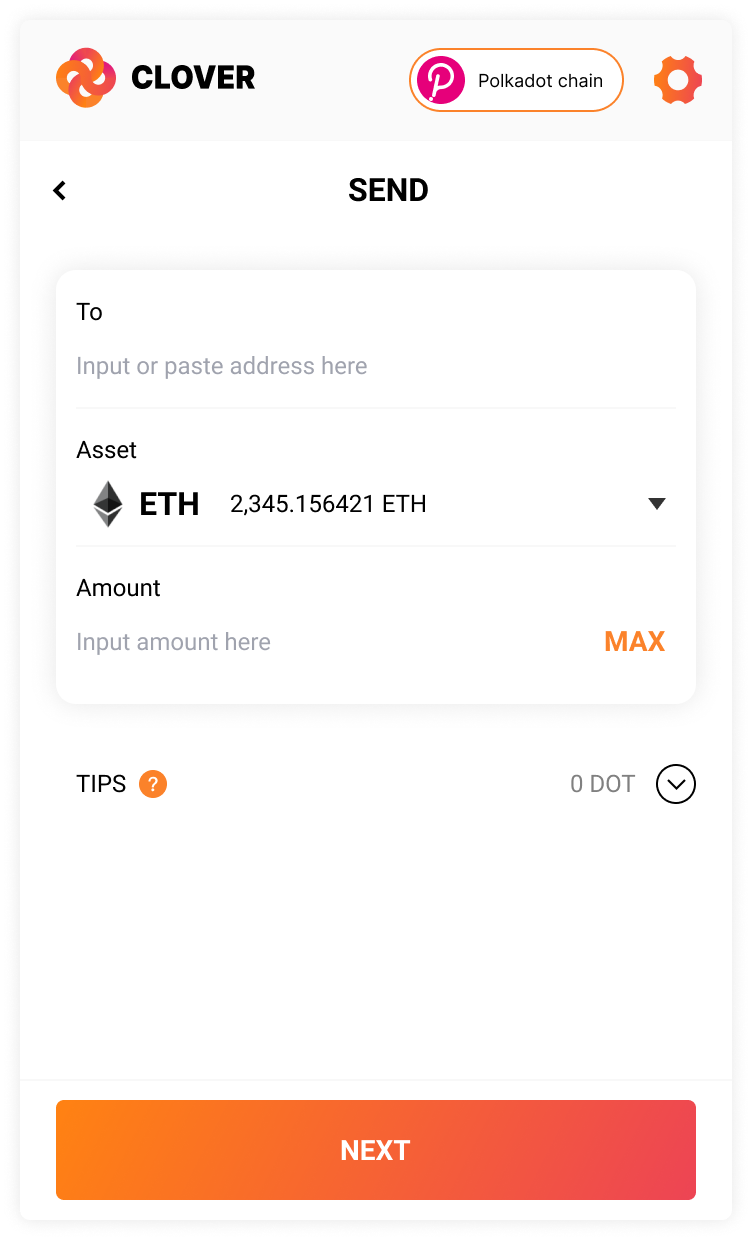 CLOVER
Polkadot chain
SEND
To
Input or paste address here
Asset
ETH 2,345.156421 ETH
Amount
Input amount here MAX
TIPS ? 0 DOT
NEXT